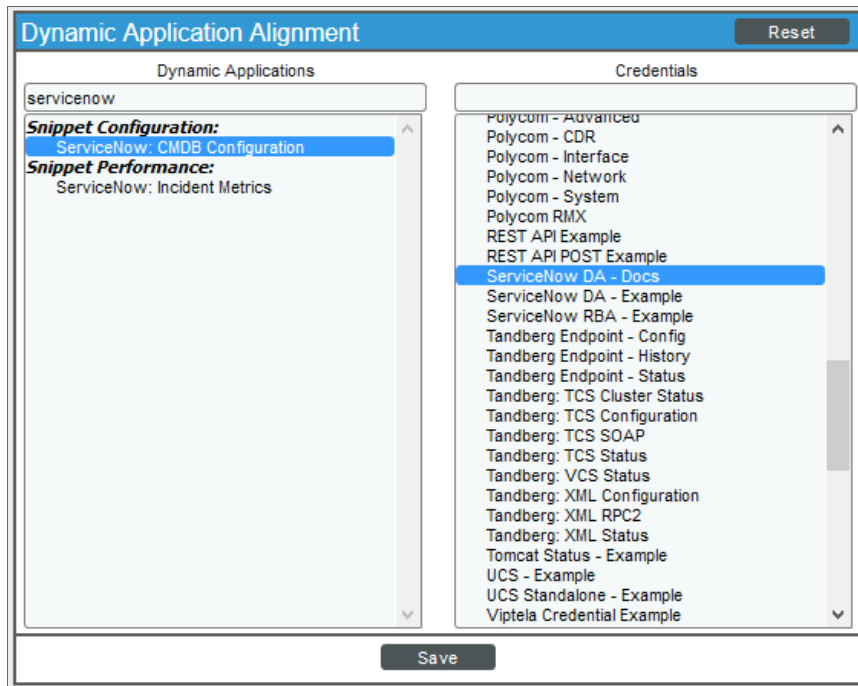 Dynamic Application Alignment
Reset
Dynamic Applications
servicenow
Snippet Configuration:
ServiceNow: CMDB Configuration
Snippet Performance:
ServiceNow: Incident Metrics
Credentials
Polycom - Advanced
Polycom - CDR
Polycom - Interface
Polycom - Network
Polycom - System
Polycom RMX
REST API Example
REST API POST Example
ServiceNow DA - Docs
ServiceNow DA - Example
ServiceNow RBA - Example
Tandberg Endpoint - Config
Tandberg Endpoint - History
Tandberg Endpoint - Status
Tandberg: TCS Cluster Status
Tandberg: TCS Configuration
Tandberg: TCS SOAP
Tandberg: TCS Status
Tandberg: VCS Status
Tandberg: XML Configuration
Tandberg: XML RPC2
Tandberg: XML Status
Tomcat Status - Example
UCS - Example
UCS Standalone - Example
Viptela Credential Example
Save